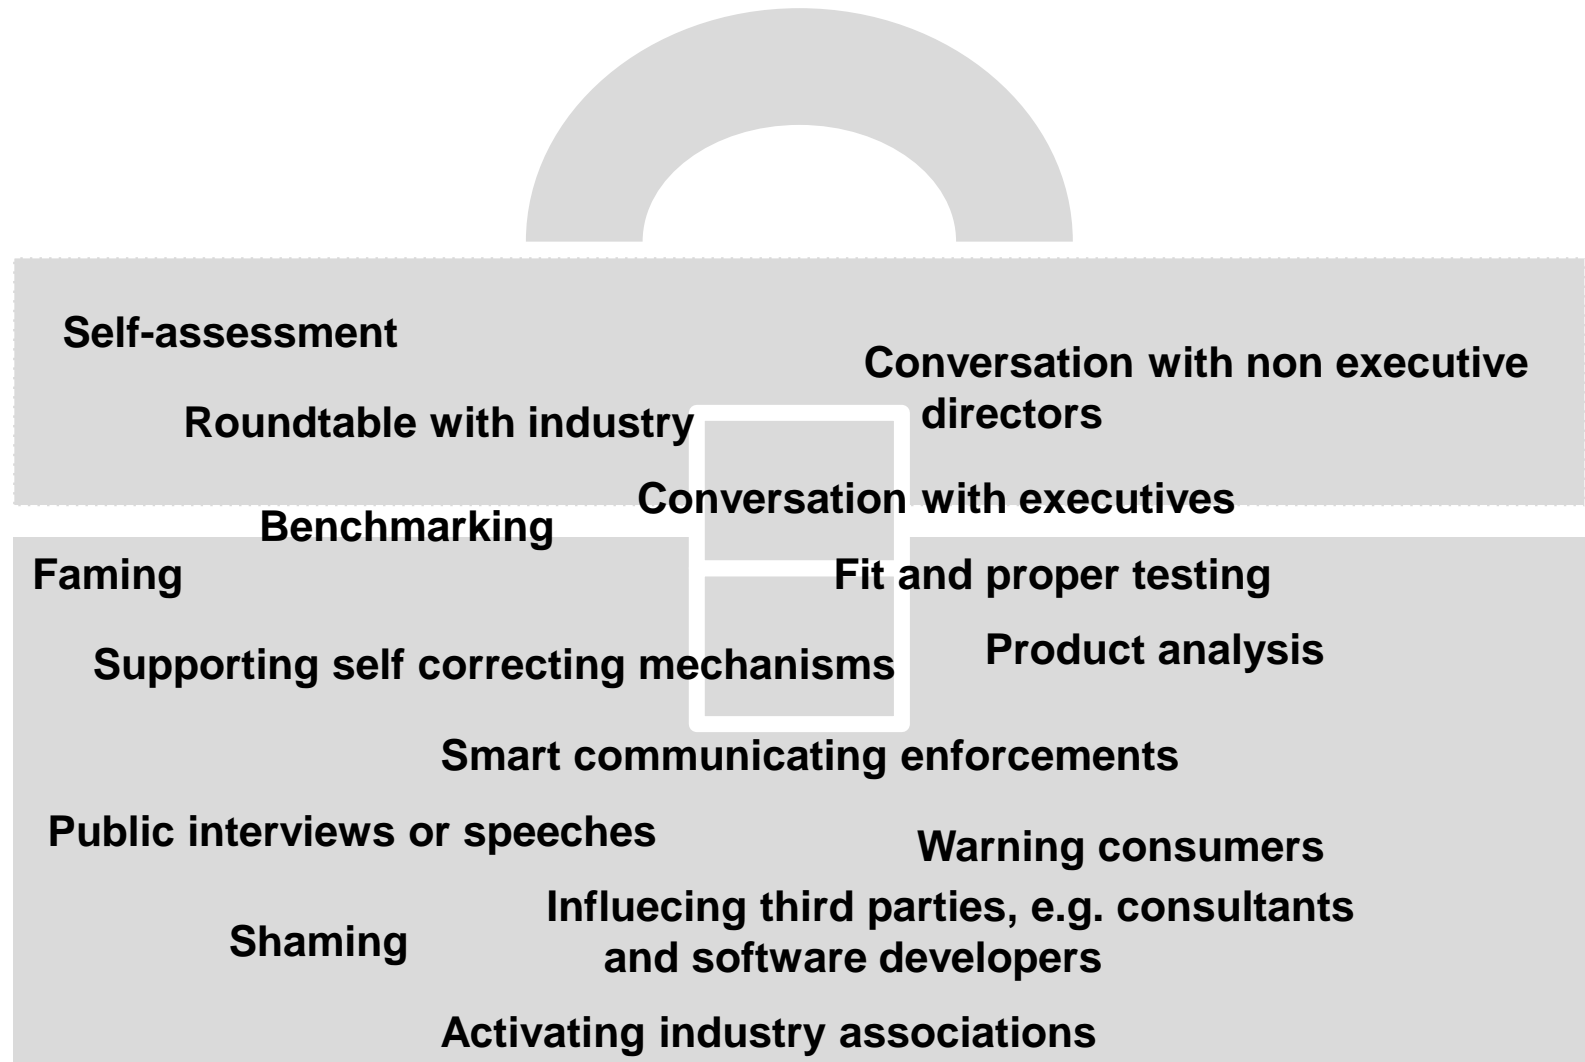 Self-assessment
Conversation with non executive
directors
Roundtable with industry
Conversation with executives
Benchmarking
Faming
Fit and proper testing
Supporting self correcting mechanisms
Product analysis
Smart communicating enforcements
Public interviews or speeches
Warning consumers
Influecing third parties, e.g. consultants
and software developers
Shaming
Activating industry associations